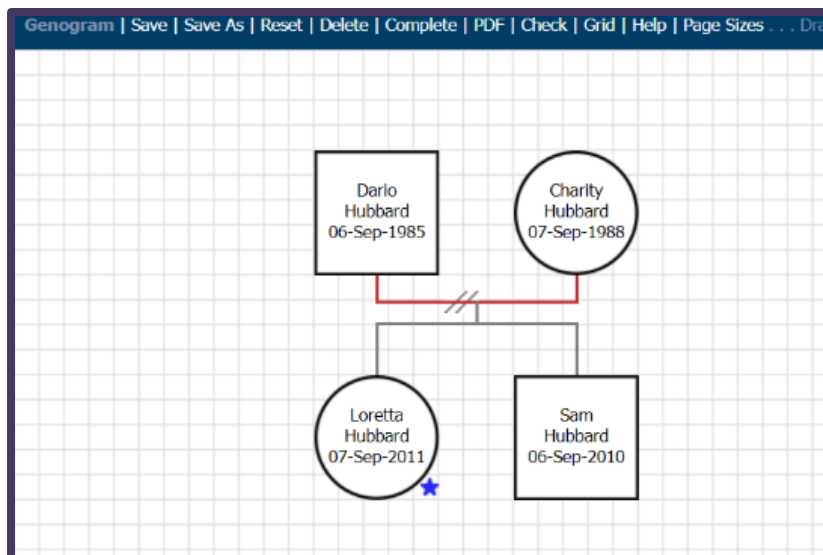 Genogram | Save | Save As | Reset | Delete | Complete | PDF | Check | Grid | Help | Page Sizes . . . Dra
Dario
Hubbard
06-Sep-1985
Charity
Hubbard
07-Sep-1988
Loretta
Hubbard
07-Sep-2011
Sam
Hubbard
06-Sep-2010